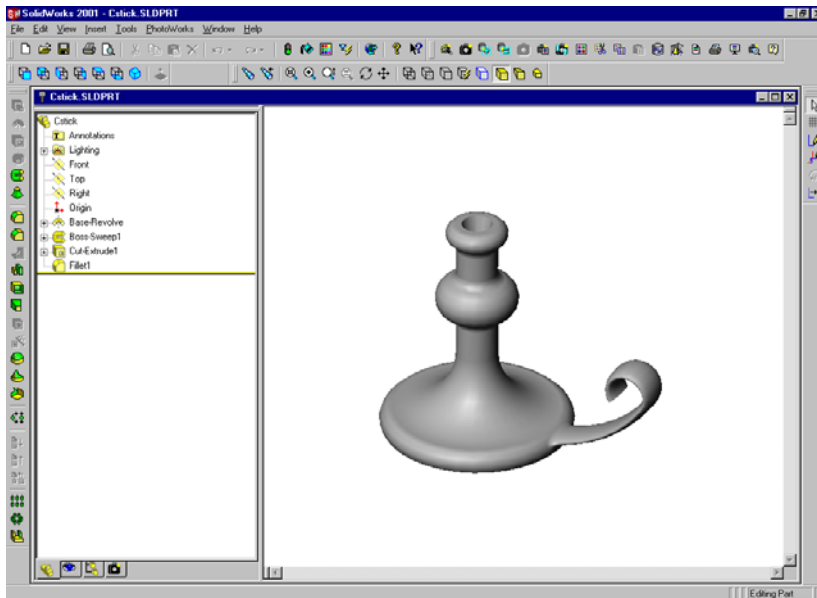 SolidWorks 2001 - Cstick.SLDPRT
File Edit View Insert Tools PhotoWorks Window Help
Cstick.SLDPRT
Cstick
Annotations
Lighting
Front
Top
Right
Origin
Base-Revolve
Boss-Sweep1
Cut-Extrude1
Fillet1
Editing Part